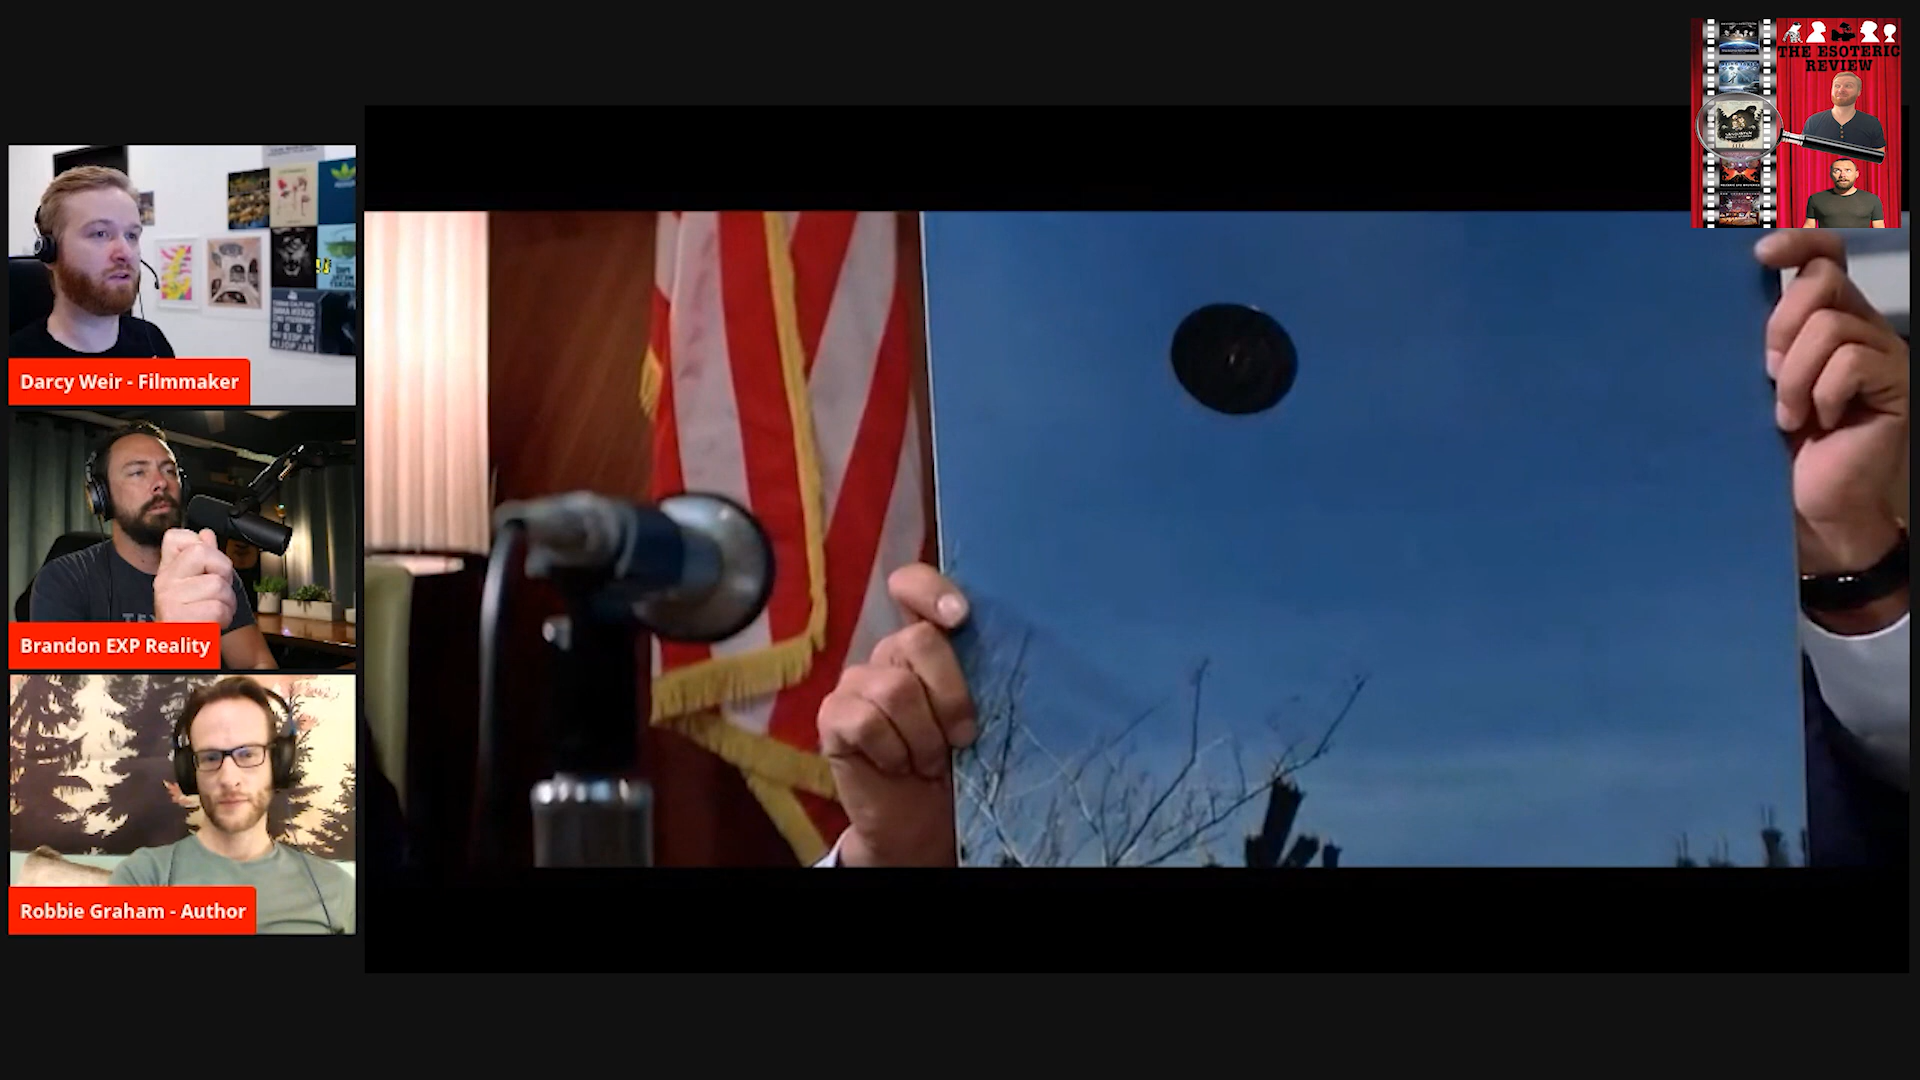 THE ESOTERIC
REVIEW
Darcy Weir - Filmmaker
Brandon EXP Reality
Robbie Graham - Author